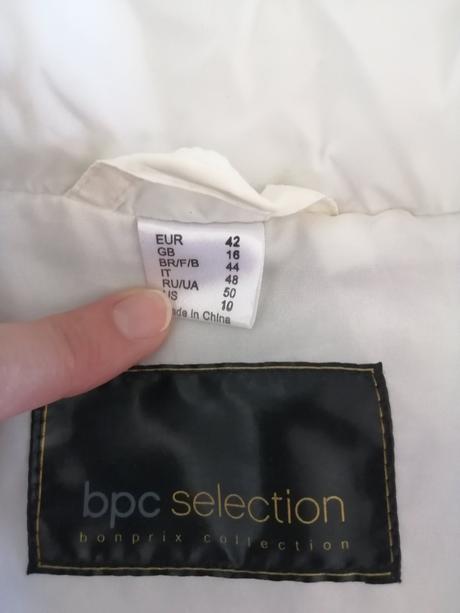 EUR 42
GB 16
BR/F/B 44
IT 48
RU/UA 50
US 10
Made in China
bpc selection
bonprix collection